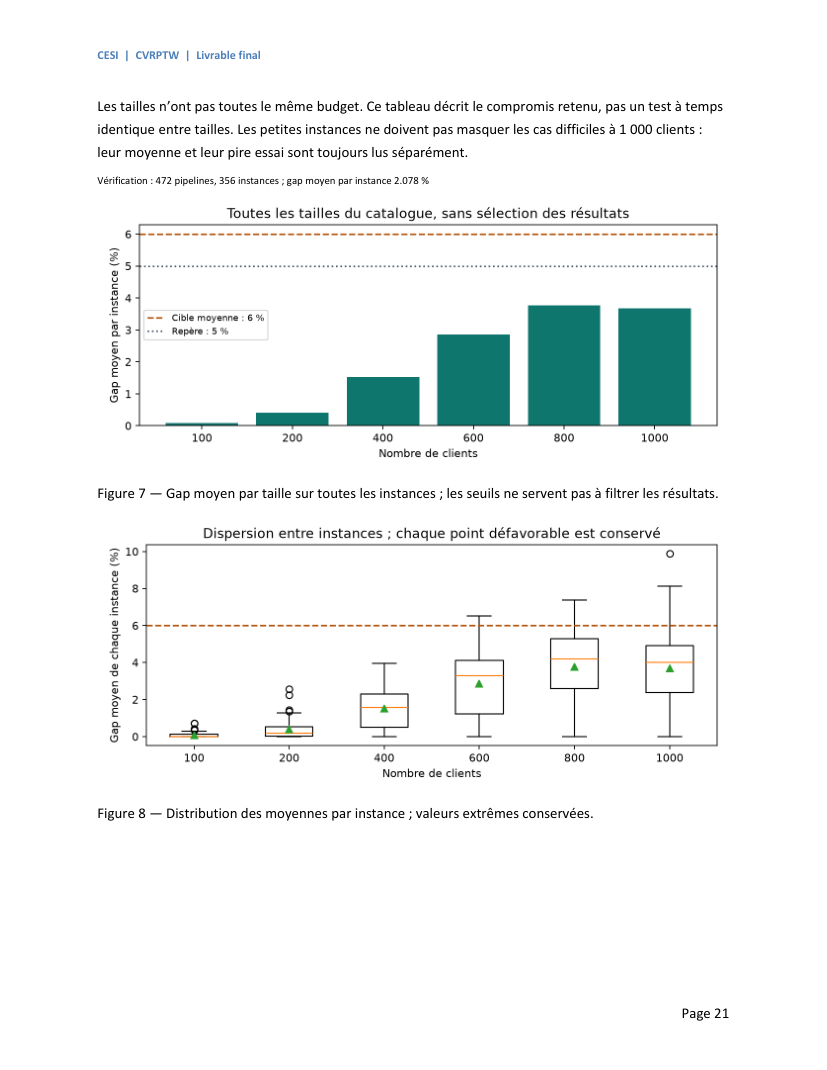 CESI | CVRPTW | Livrable final
Les tailles n’ont pas toutes le même budget. Ce tableau décrit le compromis retenu, pas un test à temps
identique entre tailles. Les petites instances ne doivent pas masquer les cas difficiles à 1 000 clients :
leur moyenne et leur pire essai sont toujours lus séparément.
Vérification : 472 pipelines, 356 instances ; gap moyen par instance 2.078 %
Toutes les tailles du catalogue, sans sélection des résultats
Gap moyen par instance (%)
6
5
4
3
2
1
0
Cible moyenne : 6 %
Repère : 5 %
100 200 400 600 800 1000
Nombre de clients
Figure 7 — Gap moyen par taille sur toutes les instances ; les seuils ne servent pas à filtrer les résultats.
Dispersion entre instances ; chaque point défavorable est conservé
Gap moyen de chaque instance (%)
10
8
6
4
2
0
100 200 400 600 800 1000
Nombre de clients
Figure 8 — Distribution des moyennes par instance ; valeurs extrêmes conservées.
Page 21